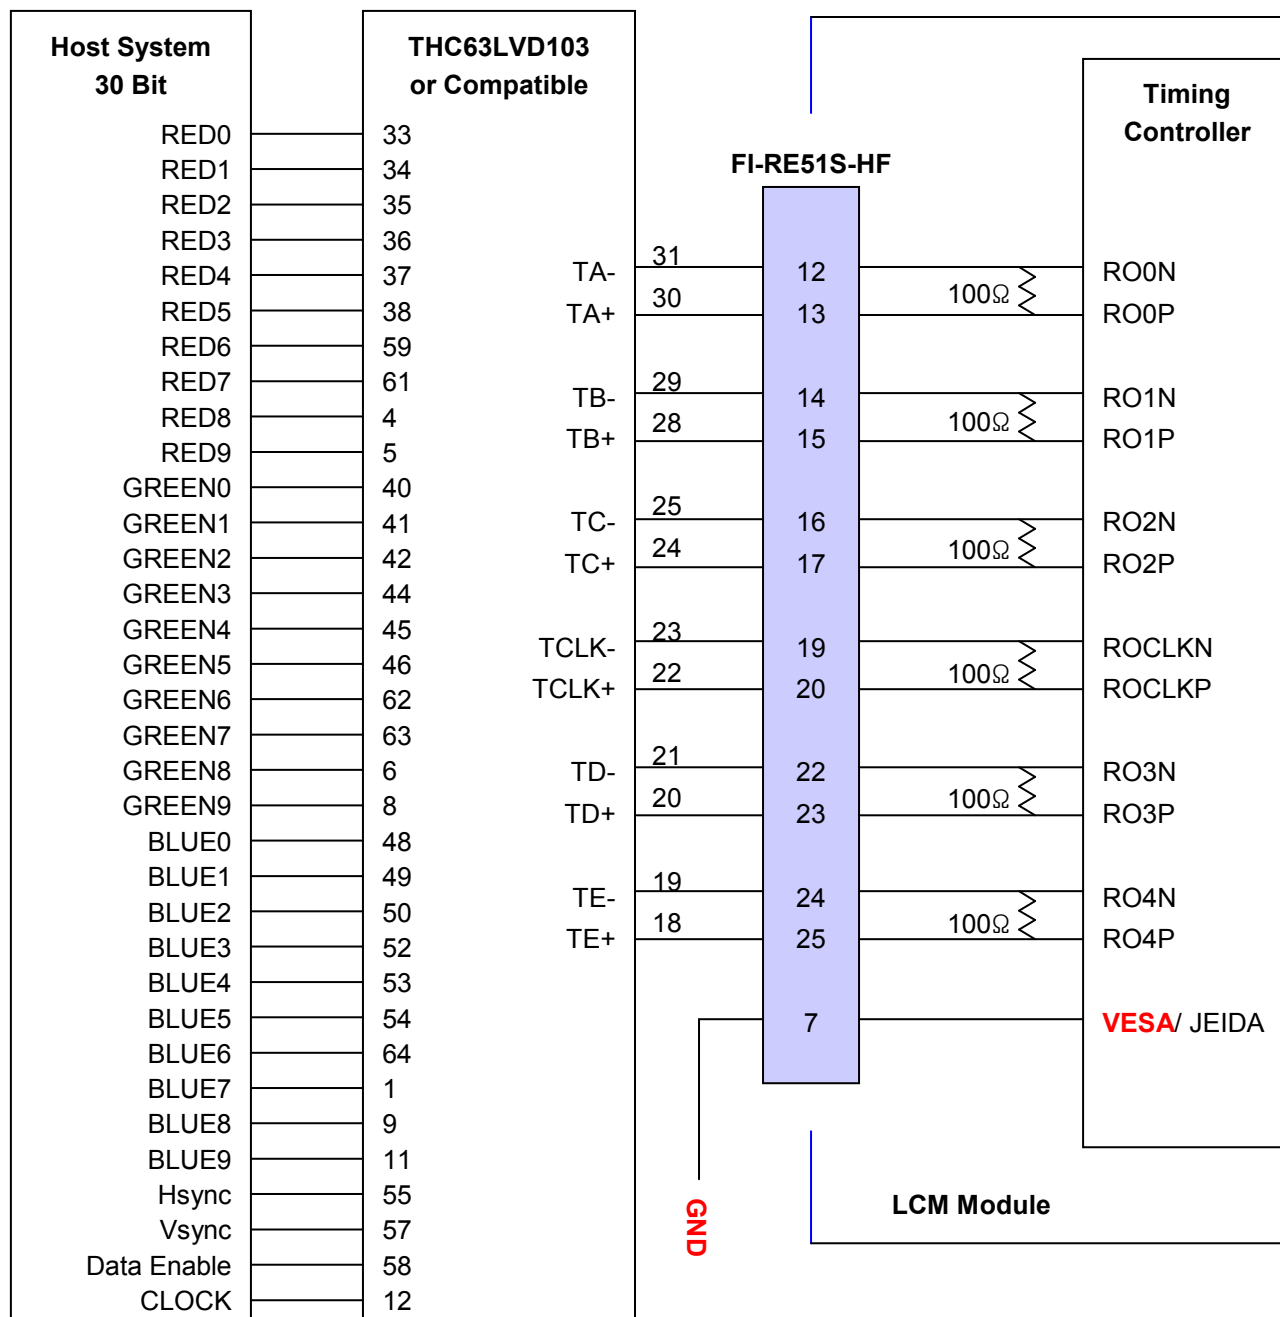 Host System
30 Bit
RED0
RED1
RED2
RED3
RED4
RED5
RED6
RED7
RED8
RED9
GREEN0
GREEN1
GREEN2
GREEN3
GREEN4
GREEN5
GREEN6
GREEN7
GREEN8
GREEN9
BLUE0
BLUE1
BLUE2
BLUE3
BLUE4
BLUE5
BLUE6
BLUE7
BLUE8
BLUE9
Hsync
Vsync
Data Enable
CLOCK
THC63LVD103
or Compatible
33
34
35
36
37
38
59
61
4
5
40
41
42
44
45
46
62
63
6
8
48
49
50
52
53
54
64
1
9
11
55
57
58
12
TA-
TA+
TB-
TB+
TC-
TC+
TCLK-
TCLK+
TD-
TD+
TE-
TE+
31
30
29
28
25
24
23
22
21
20
19
18
GND
FI-RE51S-HF
12
13
14
15
16
17
19
20
22
23
24
25
7
100Ω
100Ω
100Ω
100Ω
100Ω
100Ω
Timing
Controller
RO0N
RO0P
RO1N
RO1P
RO2N
RO2P
ROCLKN
ROCLKP
RO3N
RO3P
RO4N
RO4P
VESA/ JEIDA
LCM Module